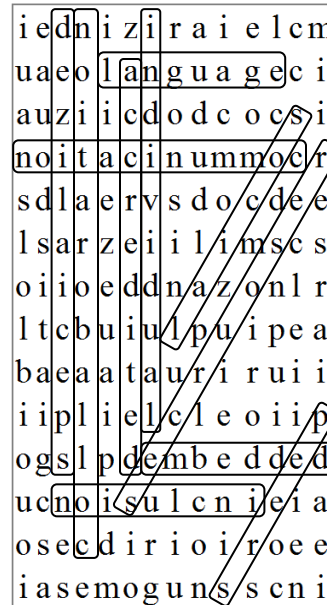 i e d n i z i r a i e l c m
u a e o l a n g u a g e c i
a u z i i c d o d c o c s i
n o i t a c i n u m m o c r
s d l a e r v s d o c d e e
l s a r z e i i l i m s c s
o i i o e d d n a z o n l r
l t c b u i u l p u i p e a
b a e a a t a u r i r u i i
i i p l i e l c l e o i i p
o g s l p d e m b e d d e d
u c n o i s u l c n i e i a
o s e c d i r i o i r o e e
i a s e m o g u n s s c n i